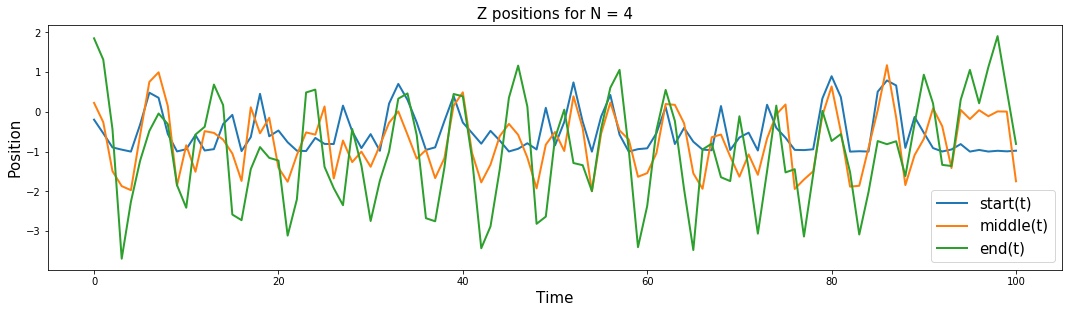 Z positions for N = 4
2
1
0
−1
−2
−3
Position
start(t)
middle(t)
end(t)
0 20 40 60 80 100
Time